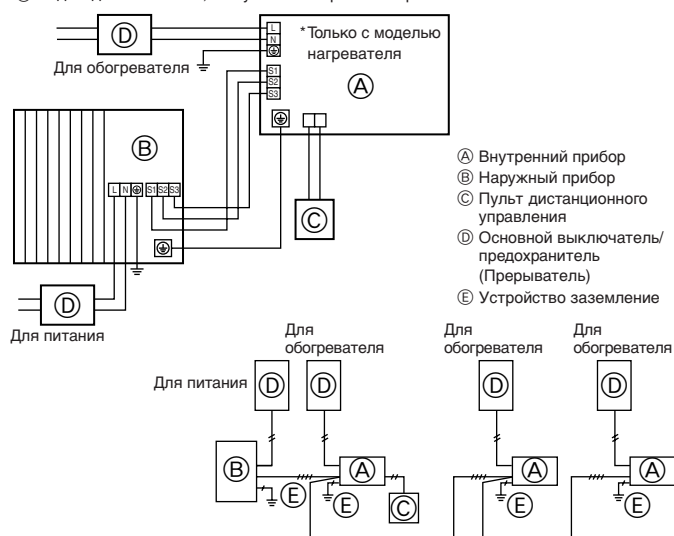 L
N
*Только с моделью
нагревателя
Ⓓ
Для обогревателя
S1
S2
S3
Ⓐ
Ⓑ
L N S1 S2 S3
Ⓒ
Ⓓ
Для питания
Ⓐ Внутренний прибор
Ⓑ Наружный прибор
Ⓒ Пульт дистанционного
управления
Ⓓ Основной выключатель/
предохранитель
(Прерыватель)
Ⓔ Устройство заземление
Для питания
Для
обогревателя
Для
обогревателя
Для
обогревателя
Ⓓ Ⓓ Ⓓ Ⓓ
Ⓑ Ⓐ Ⓐ Ⓐ
Ⓔ Ⓔ Ⓒ Ⓔ Ⓔ